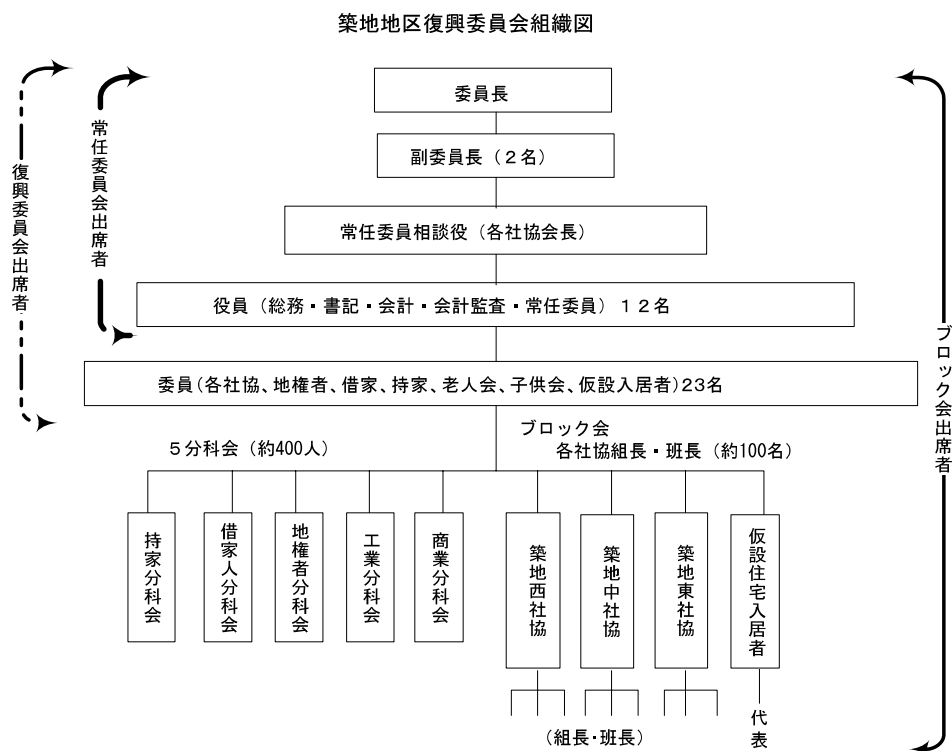 築地地区復興委員会組織図
復興委員会出席者
常任委員会出席者
委員長
副委員長（２名）
常任委員相談役（各社協会長）
役員（総務・書記・会計・会計監査・常任委員）１２名
委員(各社協、地権者、借家、持家、老人会、子供会、仮設入居者)23名
ブロック会出席者
５分科会（約400人）
ブロック会
各社協組長・班長（約100名）
持家分科会
借家人分科会
地権者分科会
工業分科会
商業分科会
築地西社協
築地中社協
築地東社協
仮設住宅入居者
（組長・班長）
代表